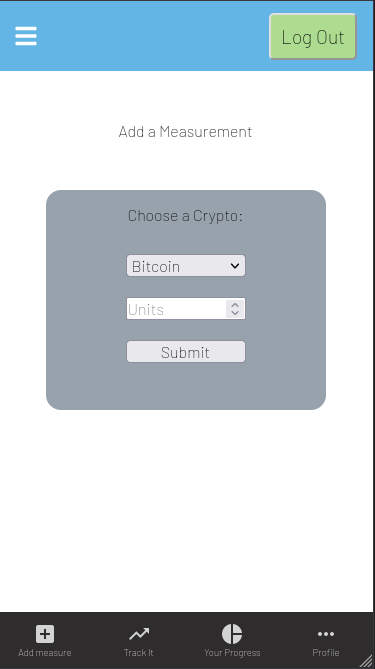 Log Out
Add a Measurement
Choose a Crypto:
Bitcoin
Units
Submit
Add measure
Track It
Your Progress
Profile